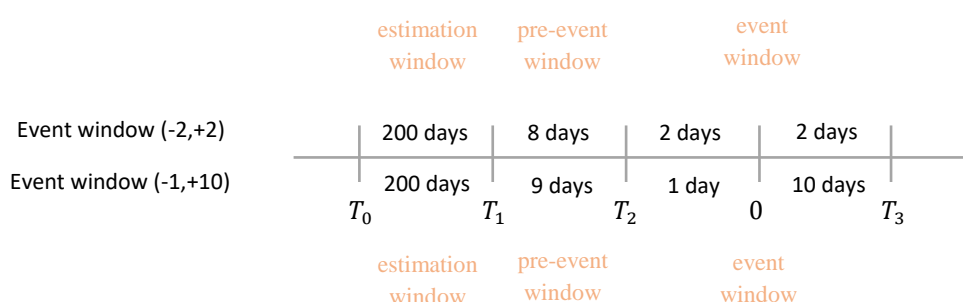 estimation pre-event event
window window window
Event window (-2,+2) 200 days 8 days 2 days 2 days
Event window (-1,+10) 200 days 9 days 1 day 10 days
T₀ T₁ T₂ 0 T₃
estimation pre-event event
window window window